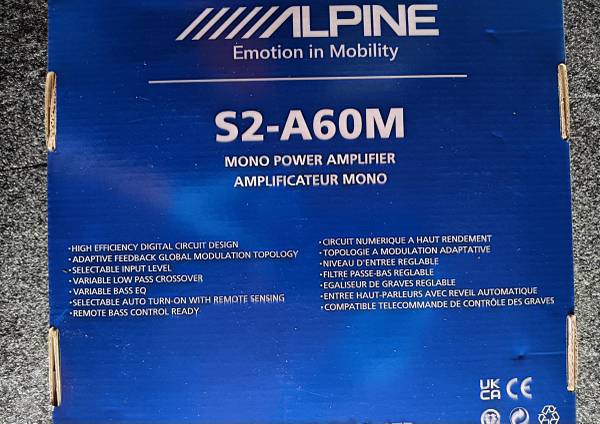 ALPINE
Emotion in Mobility
S2-A60M
MONO POWER AMPLIFIER
AMPLIFICATEUR MONO
·HIGH EFFICIENCY DIGITAL CIRCUIT DESIGN
·ADAPTIVE FEEDBACK GLOBAL MODULATION TOPOLOGY
·SELECTABLE INPUT LEVEL
·VARIABLE LOW PASS CROSSOVER
·VARIABLE BASS EQ
·SELECTABLE AUTO TURN-ON WITH REMOTE SENSING
·REMOTE BASS CONTROL READY
·CIRCUIT NUMERIQUE A HAUT RENDEMENT
·TOPOLOGIE A MODULATION ADAPTATIVE
·NIVEAU D'ENTREE REGLABLE
·FILTRE PASSE-BAS REGLABLE
·EGALISEUR DE GRAVES REGLABLE
·ENTREE HAUT-PARLEURS AVEC REVEIL AUTOMATIQUE
·COMPATIBLE TELECOMMANDE DE CONTRÔLE DES GRAVES
UK
CA CE